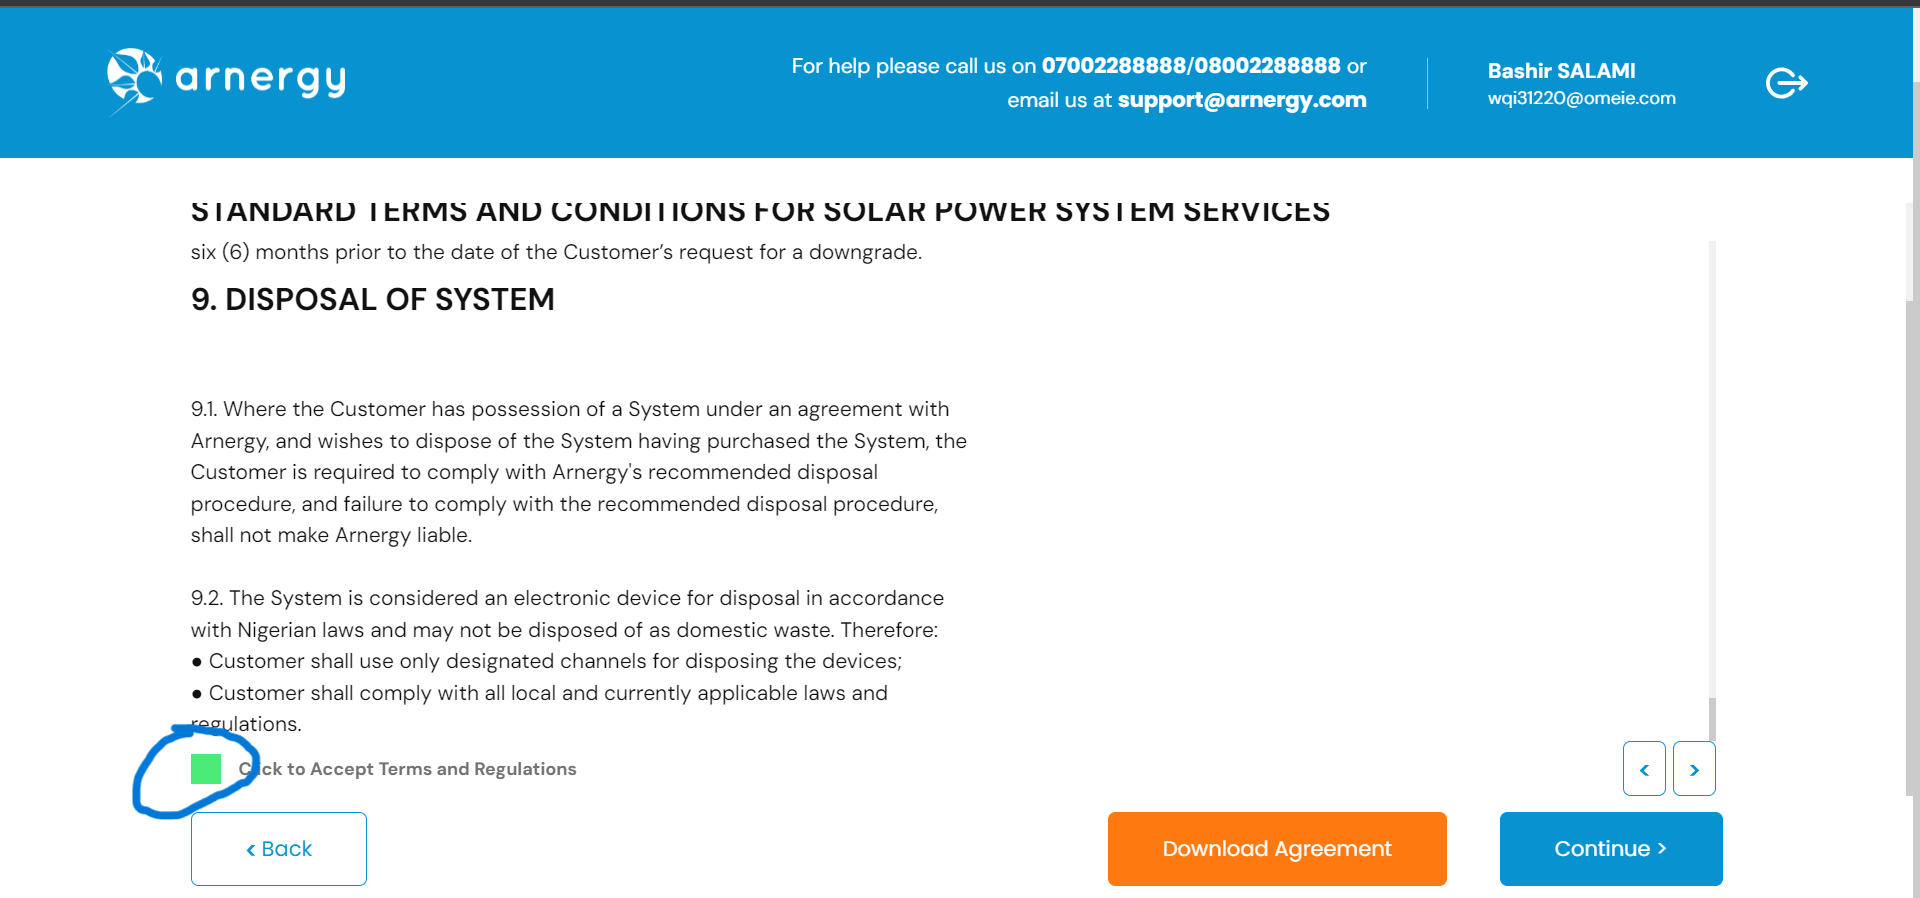 arnergy
For help please call us on 07002288888/08002288888 or
email us at support@arnergy.com
Bashir SALAMI
wqi31220@omeie.com
STANDARD TERMS AND CONDITIONS FOR SOLAR POWER SYSTEM SERVICES
six (6) months prior to the date of the Customer’s request for a downgrade.
9. DISPOSAL OF SYSTEM
9.1. Where the Customer has possession of a System under an agreement with
Arnergy, and wishes to dispose of the System having purchased the System, the
Customer is required to comply with Arnergy's recommended disposal
procedure, and failure to comply with the recommended disposal procedure,
shall not make Arnergy liable.
9.2. The System is considered an electronic device for disposal in accordance
with Nigerian laws and may not be disposed of as domestic waste. Therefore:
● Customer shall use only designated channels for disposing the devices;
● Customer shall comply with all local and currently applicable laws and
regulations.
Click to Accept Terms and Regulations
< >
< Back
Download Agreement
Continue >